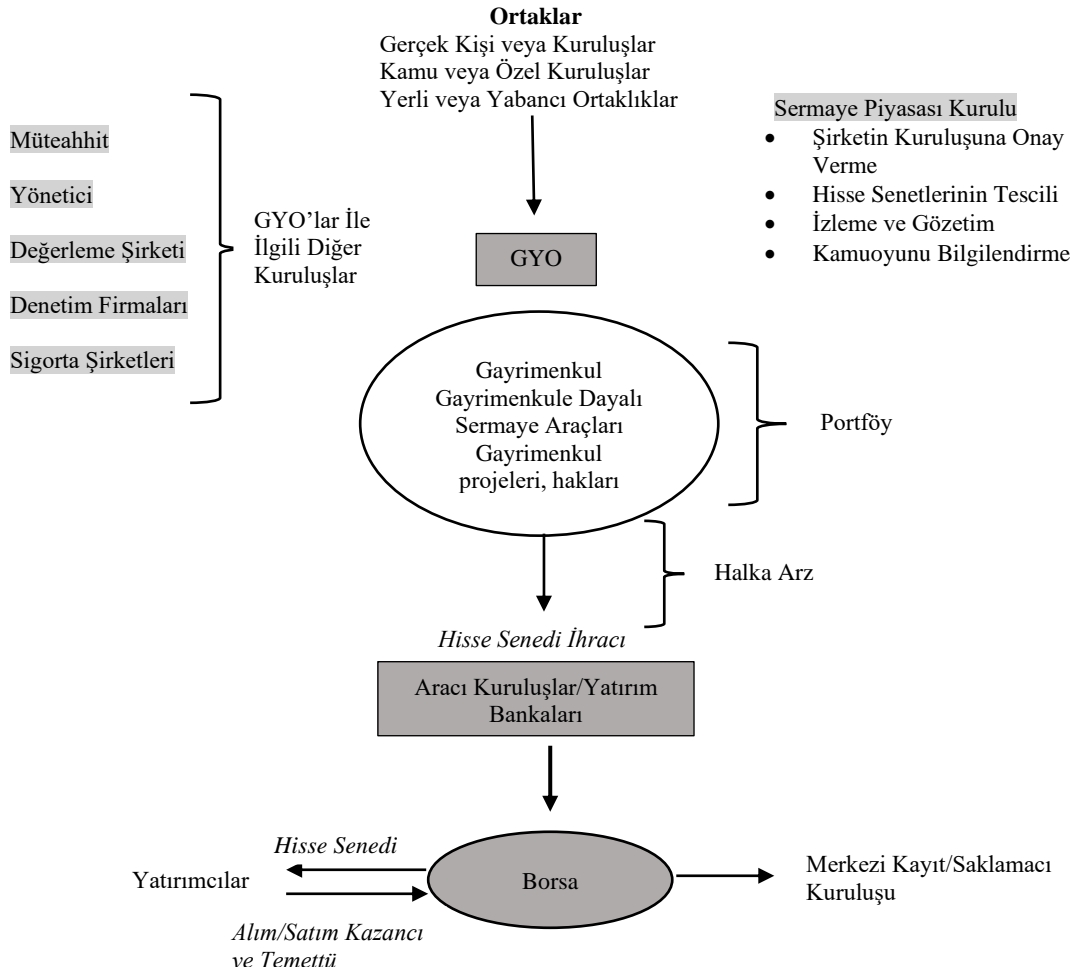 Ortaklar
Gerçek Kişi veya Kuruluşlar
Kamu veya Özel Kuruluşlar
Yerli veya Yabancı Ortaklıklar
Müteahhit
Yönetici
Değerleme Şirketi
Denetim Firmaları
Sigorta Şirketleri
GYO’lar İle
İlgili Diğer
Kuruluşlar
GYO
Sermaye Piyasası Kurulu
• Şirketin Kuruluşuna Onay
Verme
• Hisse Senetlerinin Tescili
• İzleme ve Gözetim
• Kamuoyunu Bilgilendirme
Gayrimenkul
Gayrimenkule Dayalı
Sermaye Araçları
Gayrimenkul
projeleri, hakları
Portföy
Halka Arz
Hisse Senedi İhracı
Aracı Kuruluşlar/Yatırım
Bankaları
Hisse Senedi
Yatırımcılar
Alım/Satım Kazancı
ve Temettü
Borsa
Merkezi Kayıt/Saklamacı
Kuruluşu